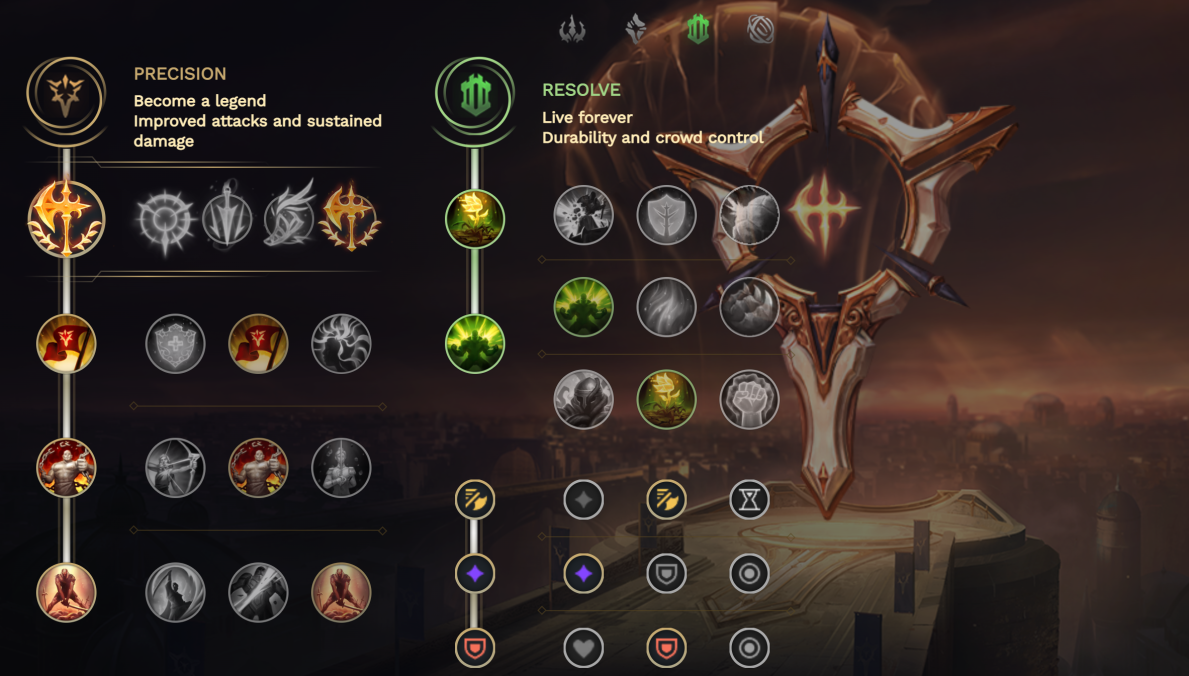 PRECISION
Become a legend
Improved attacks and sustained
damage
RESOLVE
Live forever
Durability and crowd control